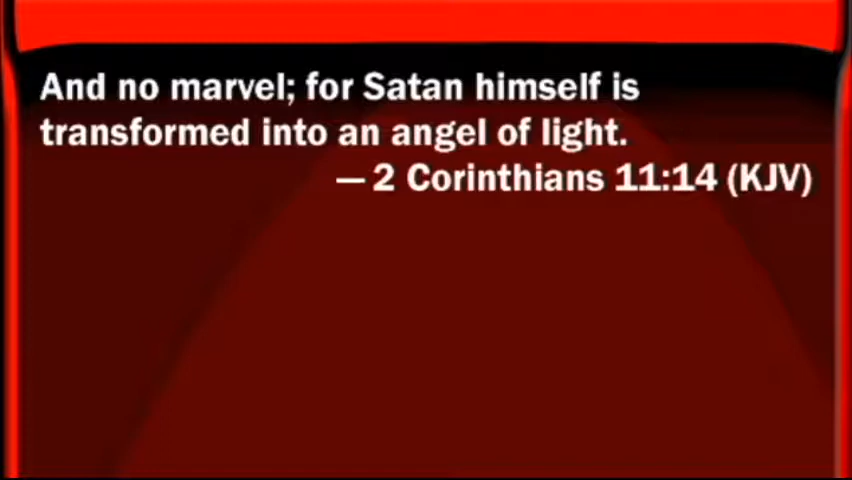 And no marvel; for Satan himself is
transformed into an angel of light.
— 2 Corinthians 11:14 (KJV)